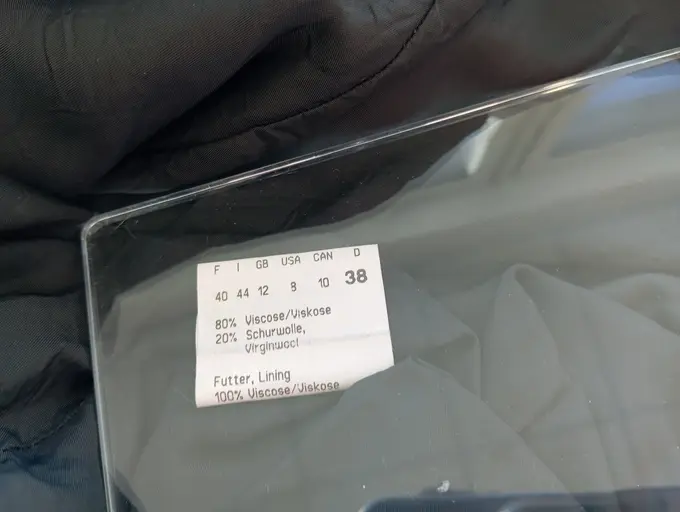 F I GB USA CAN D
40 44 12 8 10 38
80% Viscose/Viskose
20% Schurwolle,
Virginwool
Futter, Lining
100% Viscose/Viskose